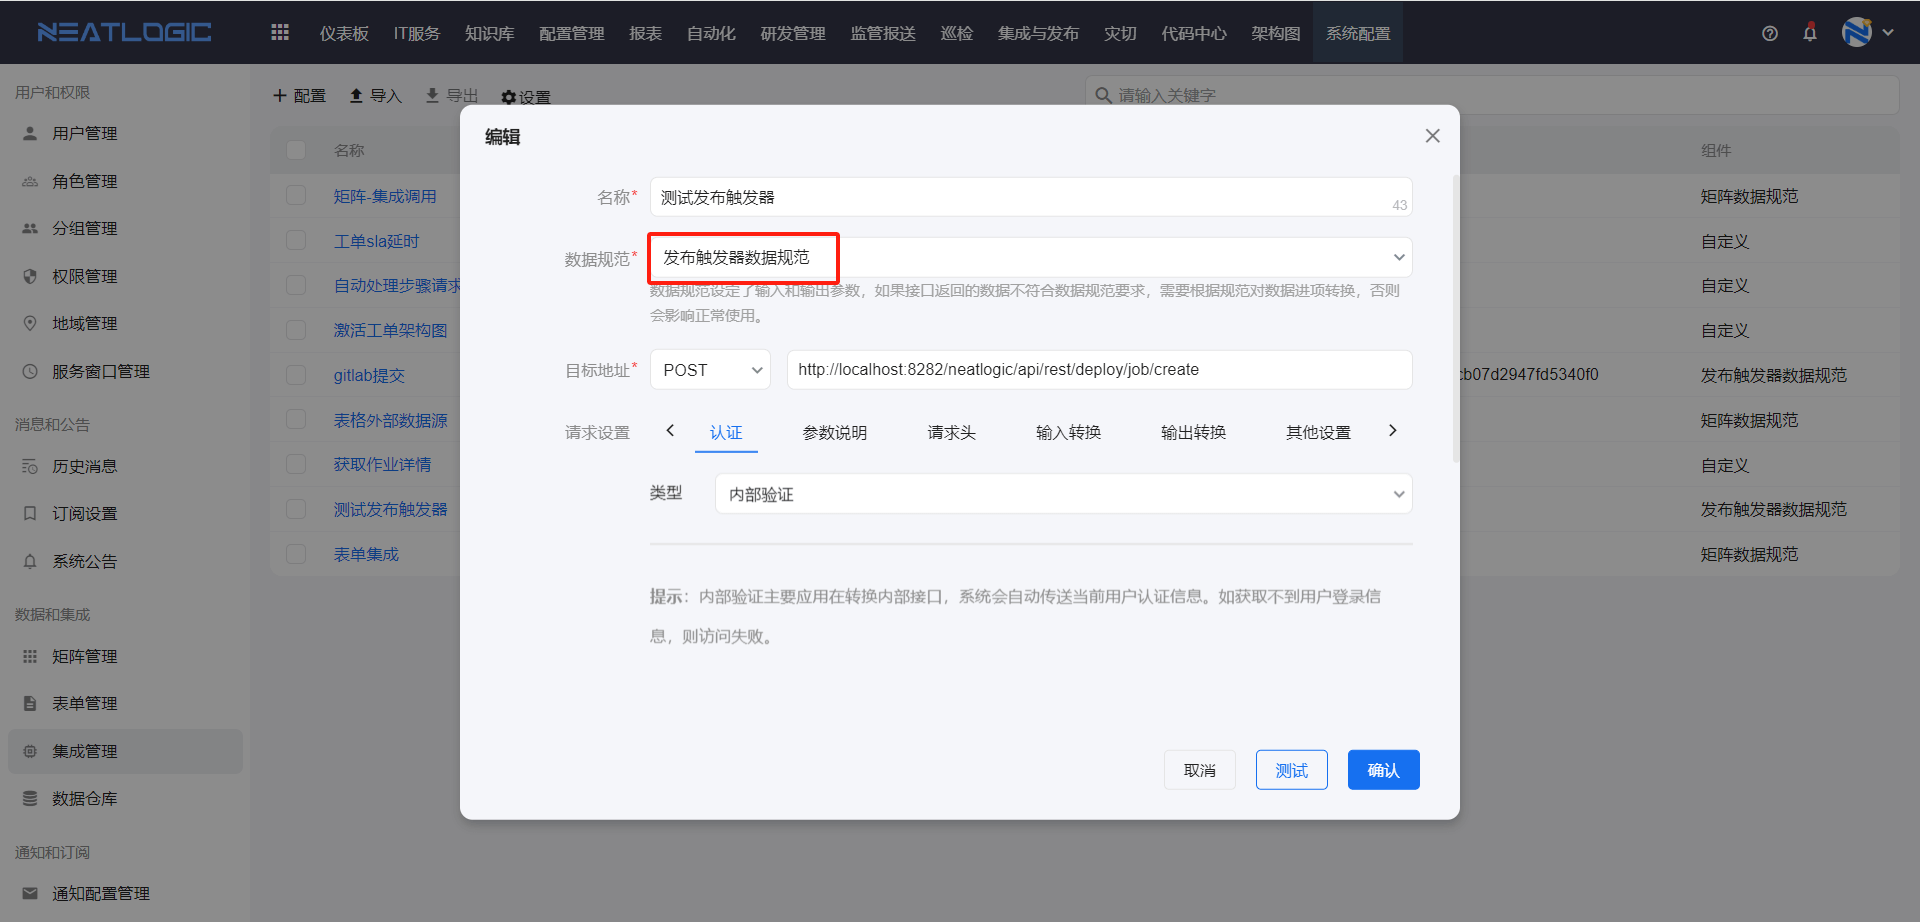 NEATLOGIC
仪表板 IT服务 知识库 配置管理 报表 自动化 研发管理 监管报送 巡检 集成与发布 灾切 代码中心 架构图 系统配置
用户和权限
用户管理
角色管理
分组管理
权限管理
地域管理
服务窗口管理
消息和公告
历史消息
订阅设置
系统公告
数据和集成
矩阵管理
表单管理
集成管理
数据仓库
通知和订阅
通知配置管理
配置 导入 导出 设置
请输入关键字
名称 组件
矩阵-集成调用 矩阵数据规范
工单sla延时 自定义
自动处理步骤请求 自定义
激活工单架构图 自定义
gitlab提交 cb07d2947fd5340f0 发布触发器数据规范
表格外部数据源 矩阵数据规范
获取作业详情 自定义
测试发布触发器 发布触发器数据规范
表单集成 矩阵数据规范
编辑
名称* 测试发布触发器 43
数据规范* 发布触发器数据规范
数据规范设定了输入和输出参数，如果接口返回的数据不符合数据规范要求，需要根据规范对数据进项转换，否则
会影响正常使用。
目标地址* POST http://localhost:8282/neatlogic/api/rest/deploy/job/create
请求设置 认证 参数说明 请求头 输入转换 输出转换 其他设置
类型 内部验证
提示：内部验证主要应用在转换内部接口，系统会自动传送当前用户认证信息。如获取不到用户登录信
息，则访问失败。
取消 测试 确认